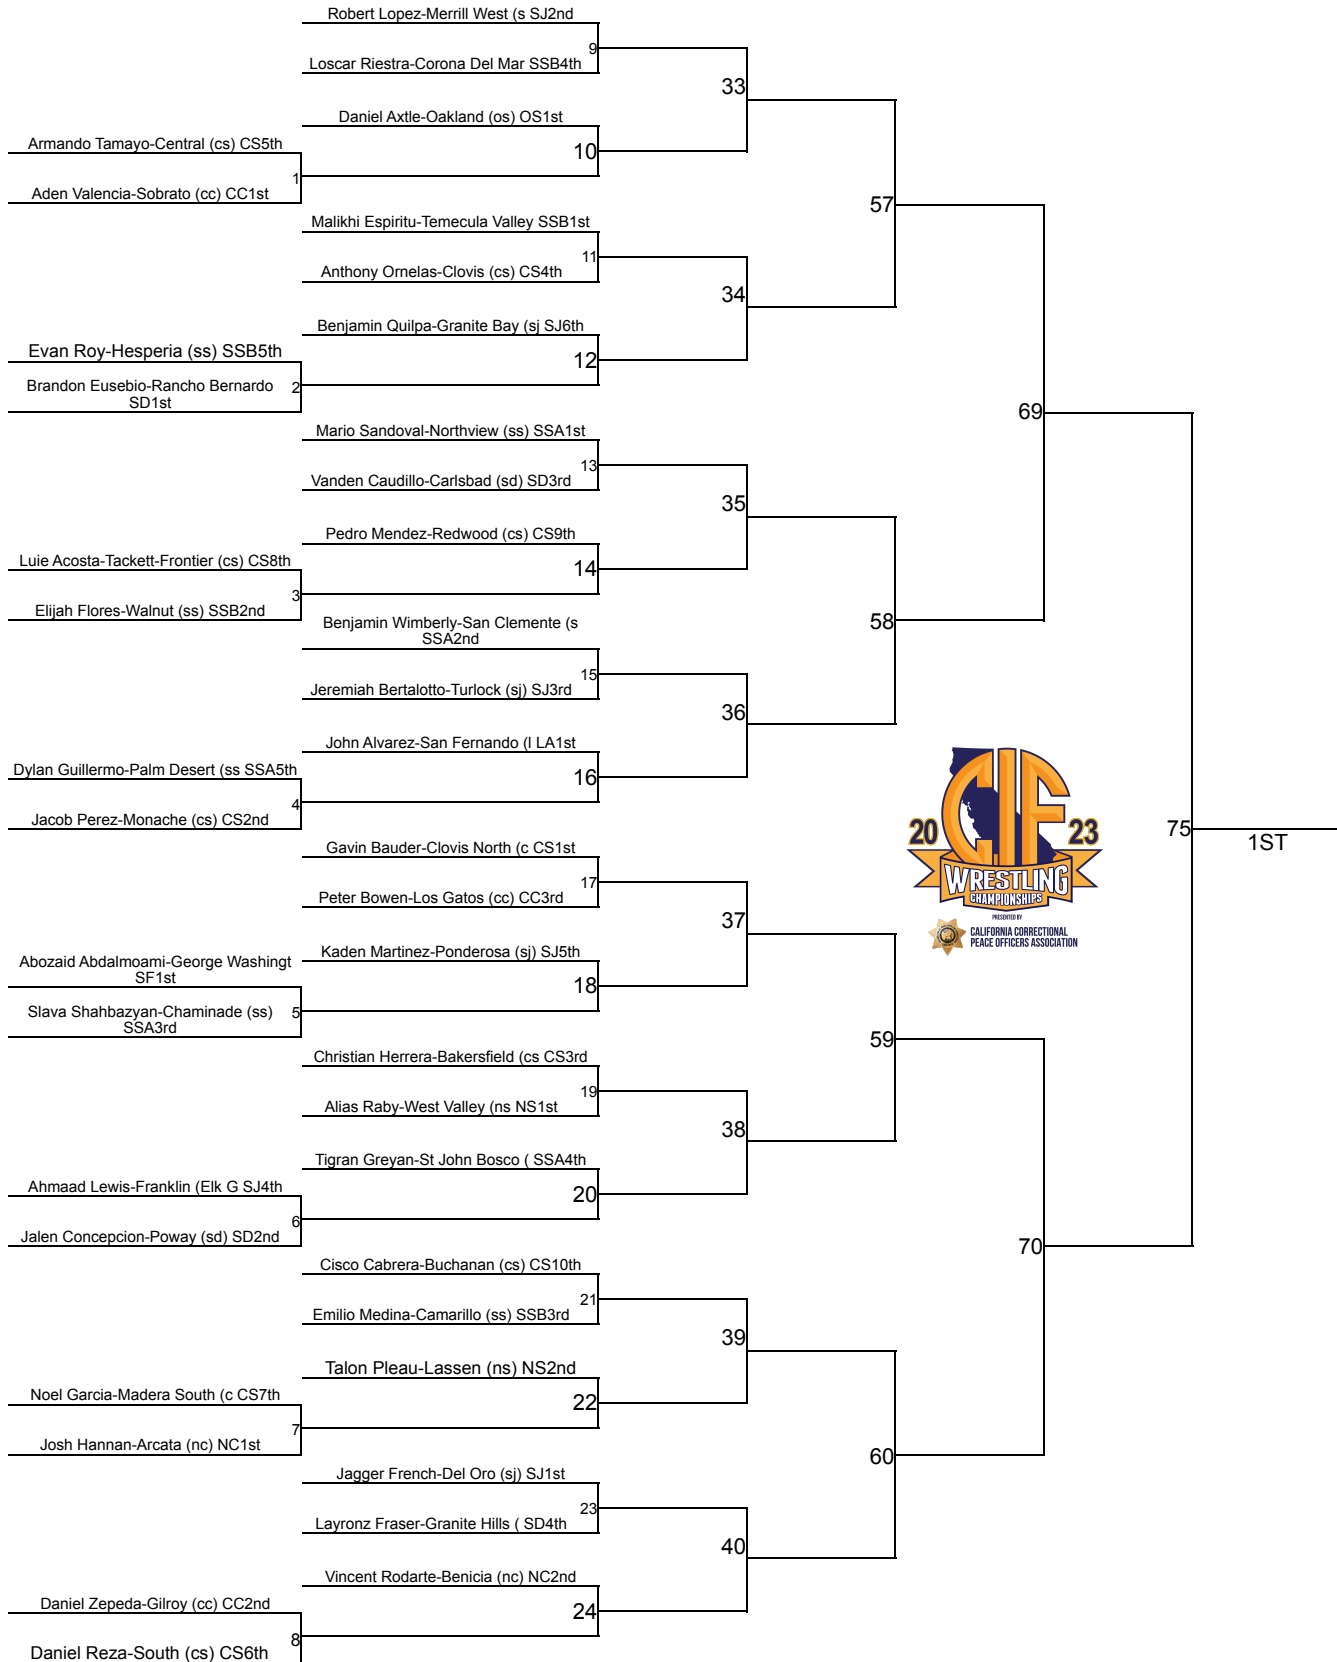 Robert Lopez-Merrill West (s SJ2nd
9
Loscar Riestra-Corona Del Mar SSB4th
33
Daniel Axtle-Oakland (os) OS1st
Armando Tamayo-Central (cs) CS5th
10
1
Aden Valencia-Sobrato (cc) CC1st
57
Malikhi Espiritu-Temecula Valley SSB1st
11
Anthony Ornelas-Clovis (cs) CS4th
34
Benjamin Quilpa-Granite Bay (sj SJ6th
Evan Roy-Hesperia (ss) SSB5th
12
Brandon Eusebio-Rancho Bernardo
SD1st
2
69
Mario Sandoval-Northview (ss) SSA1st
13
Vanden Caudillo-Carlsbad (sd) SD3rd
35
Pedro Mendez-Redwood (cs) CS9th
Luie Acosta-Tackett-Frontier (cs) CS8th
14
3
Elijah Flores-Walnut (ss) SSB2nd
58
Benjamin Wimberly-San Clemente (s
SSA2nd
15
Jeremiah Bertalotto-Turlock (sj) SJ3rd
36
John Alvarez-San Fernando (l LA1st
Dylan Guillermo-Palm Desert (ss SSA5th
16
4
Jacob Perez-Monache (cs) CS2nd
20 CIF 23
WRESTLING
CHAMPIONSHIPS
PRESENTED BY
CALIFORNIA CORRECTIONAL
PEACE OFFICERS ASSOCIATION
75
1ST
Gavin Bauder-Clovis North (c CS1st
17
Peter Bowen-Los Gatos (cc) CC3rd
37
Kaden Martinez-Ponderosa (sj) SJ5th
Abozaid Abdalmoami-George Washingt
SF1st
18
5
Slava Shahbazyan-Chaminade (ss)
SSA3rd
59
Christian Herrera-Bakersfield (cs CS3rd
19
Alias Raby-West Valley (ns NS1st
38
Tigran Greyan-St John Bosco ( SSA4th
Ahmaad Lewis-Franklin (Elk G SJ4th
20
6
Jalen Concepcion-Poway (sd) SD2nd
70
Cisco Cabrera-Buchanan (cs) CS10th
21
Emilio Medina-Camarillo (ss) SSB3rd
39
Talon Pleau-Lassen (ns) NS2nd
Noel Garcia-Madera South (c CS7th
22
7
Josh Hannan-Arcata (nc) NC1st
60
Jagger French-Del Oro (sj) SJ1st
23
Layronz Fraser-Granite Hills ( SD4th
40
Vincent Rodarte-Benicia (nc) NC2nd
Daniel Zepeda-Gilroy (cc) CC2nd
24
8
Daniel Reza-South (cs) CS6th